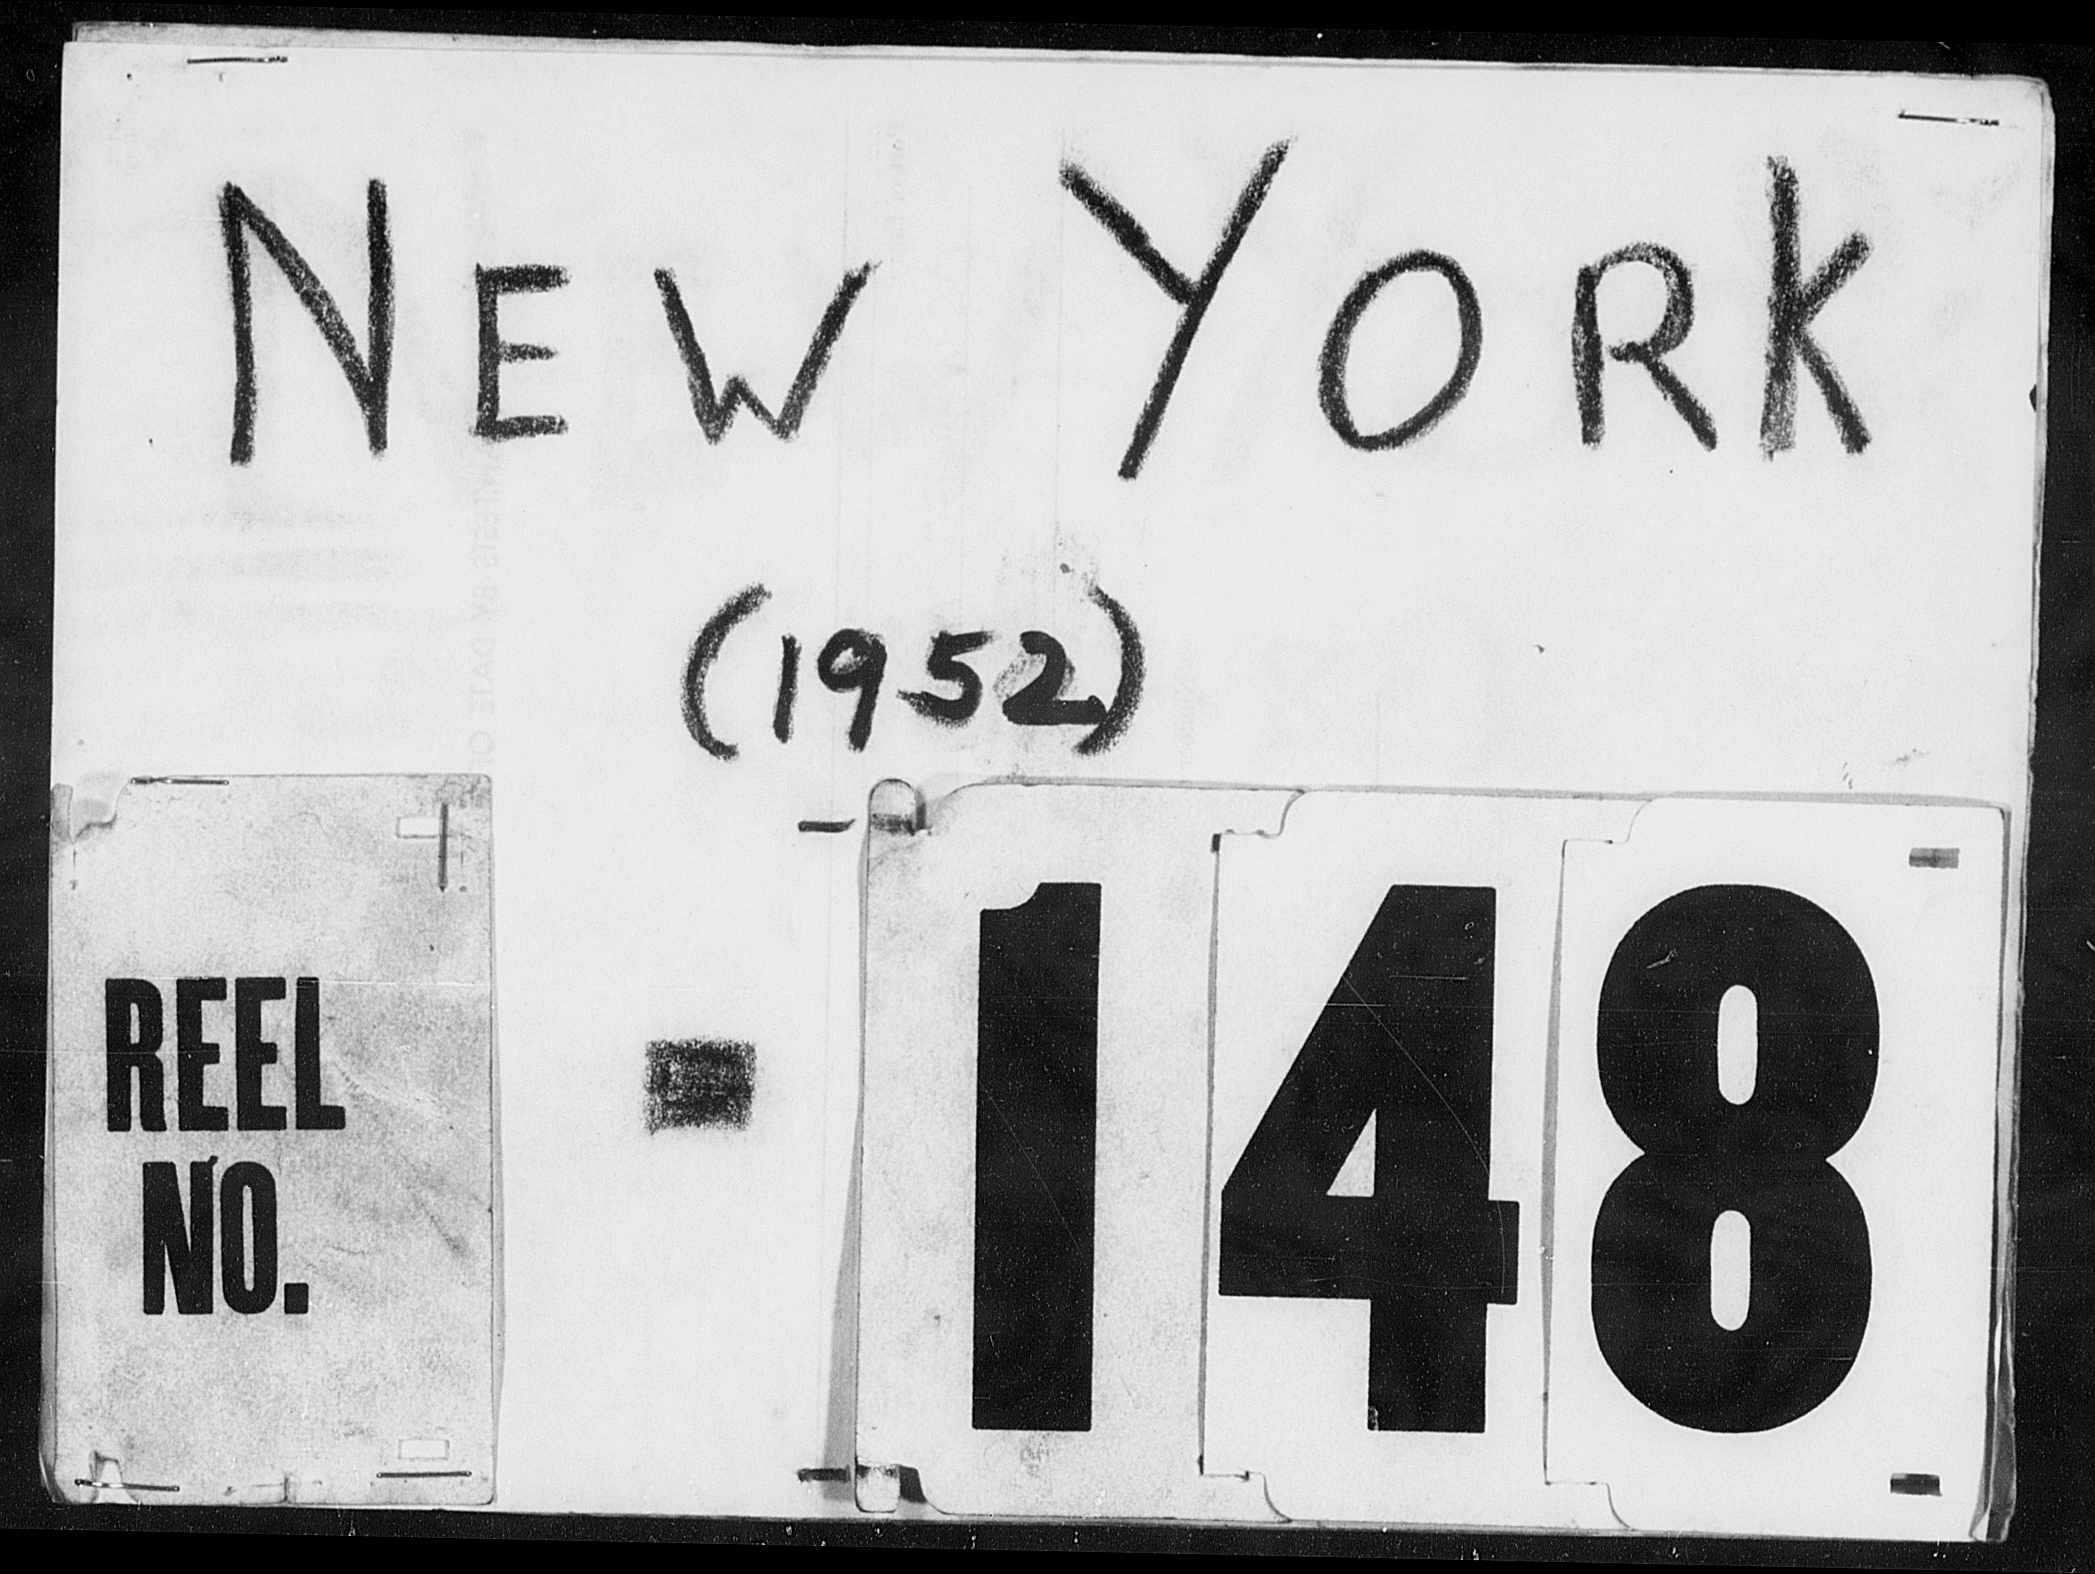 NEW YORK
(1952)
REEL
NO.
- 148